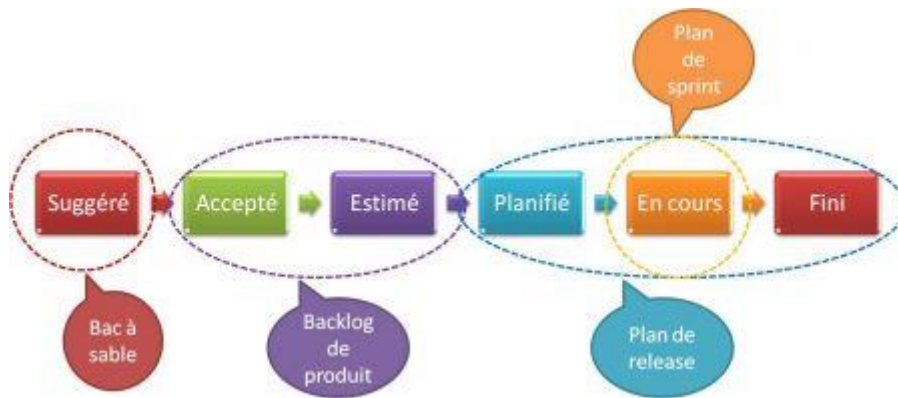 Plan
de
sprint
Suggéré
Accepté
Estimé
Planifié
En cours
Fini
Bac à
sable
Backlog
de
produit
Plan de
release